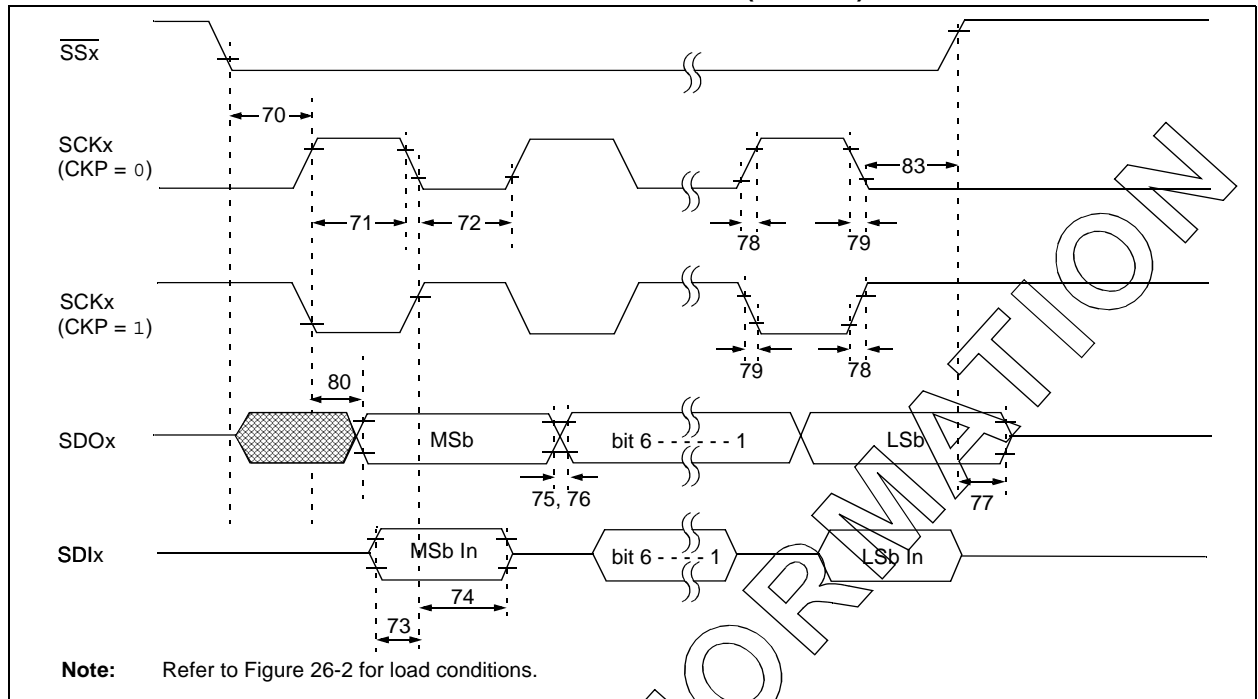 SSx
70
SCKx
(CKP = 0)
83
71
72
78
79
SCKx
(CKP = 1)
79
78
80
SDOx
MSb
bit 6 - - - - - - 1
LSb
75, 76
77
SDIx
MSb In
bit 6 - - - - 1
LSb In
74
73
Note: Refer to Figure 26-2 for load conditions.
ORMATION